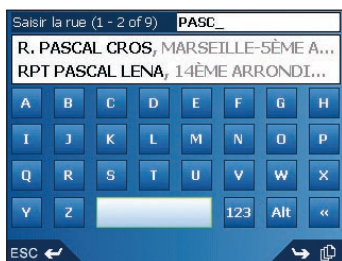 Saisir la rue (1 - 2 of 9) PASC_
R. PASCAL CROS, MARSEILLE-5ÈME A...
RPT PASCAL LENA, 14ÈME ARRONDI...
A B C D E F G H
I J K L M N O P
Q R S T U V W X
Y Z 123 Alt «
ESC